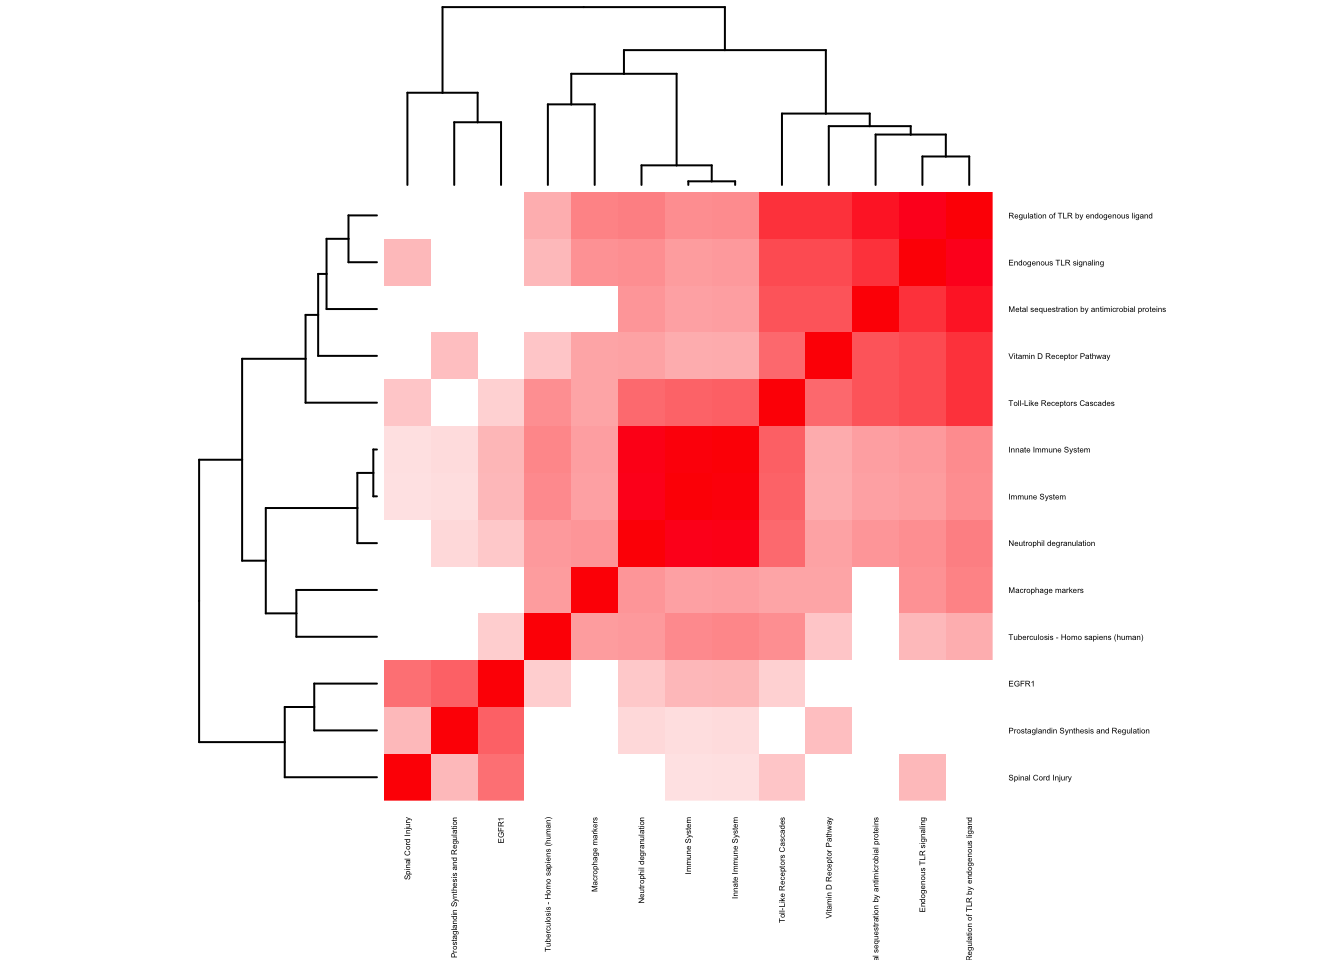 Regulation of TLR by endogenous ligand
Endogenous TLR signaling
Metal sequestration by antimicrobial proteins
Vitamin D Receptor Pathway
Toll-Like Receptors Cascades
Innate Immune System
Immune System
Neutrophil degranulation
Macrophage markers
Tuberculosis - Homo sapiens (human)
EGFR1
Prostaglandin Synthesis and Regulation
Spinal Cord Injury
Spinal Cord Injury
Prostaglandin Synthesis and Regulation
EGFR1
Tuberculosis - Homo sapiens (human)
Macrophage markers
Neutrophil degranulation
Immune System
Innate Immune System
Toll-Like Receptors Cascades
Vitamin D Receptor Pathway
sequestration by antimicrobial proteins
Endogenous TLR signaling
Regulation of TLR by endogenous ligand